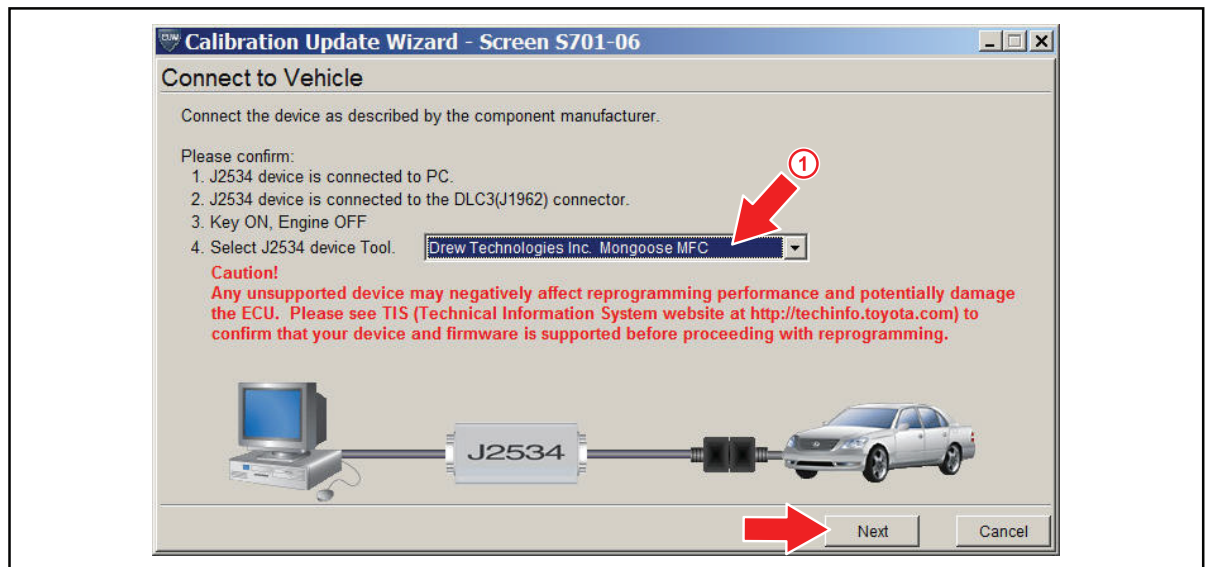 CUW Calibration Update Wizard - Screen S701-06
Connect to Vehicle
Connect the device as described by the component manufacturer.
Please confirm:
1. J2534 device is connected to PC.
2. J2534 device is connected to the DLC3(J1962) connector.
3. Key ON, Engine OFF
4. Select J2534 device Tool. Drew Technologies Inc. Mongoose MFC
1
Caution!
Any unsupported device may negatively affect reprogramming performance and potentially damage
the ECU. Please see TIS (Technical Information System website at http://techinfo.toyota.com) to
confirm that your device and firmware is supported before proceeding with reprogramming.
J2534
Next Cancel